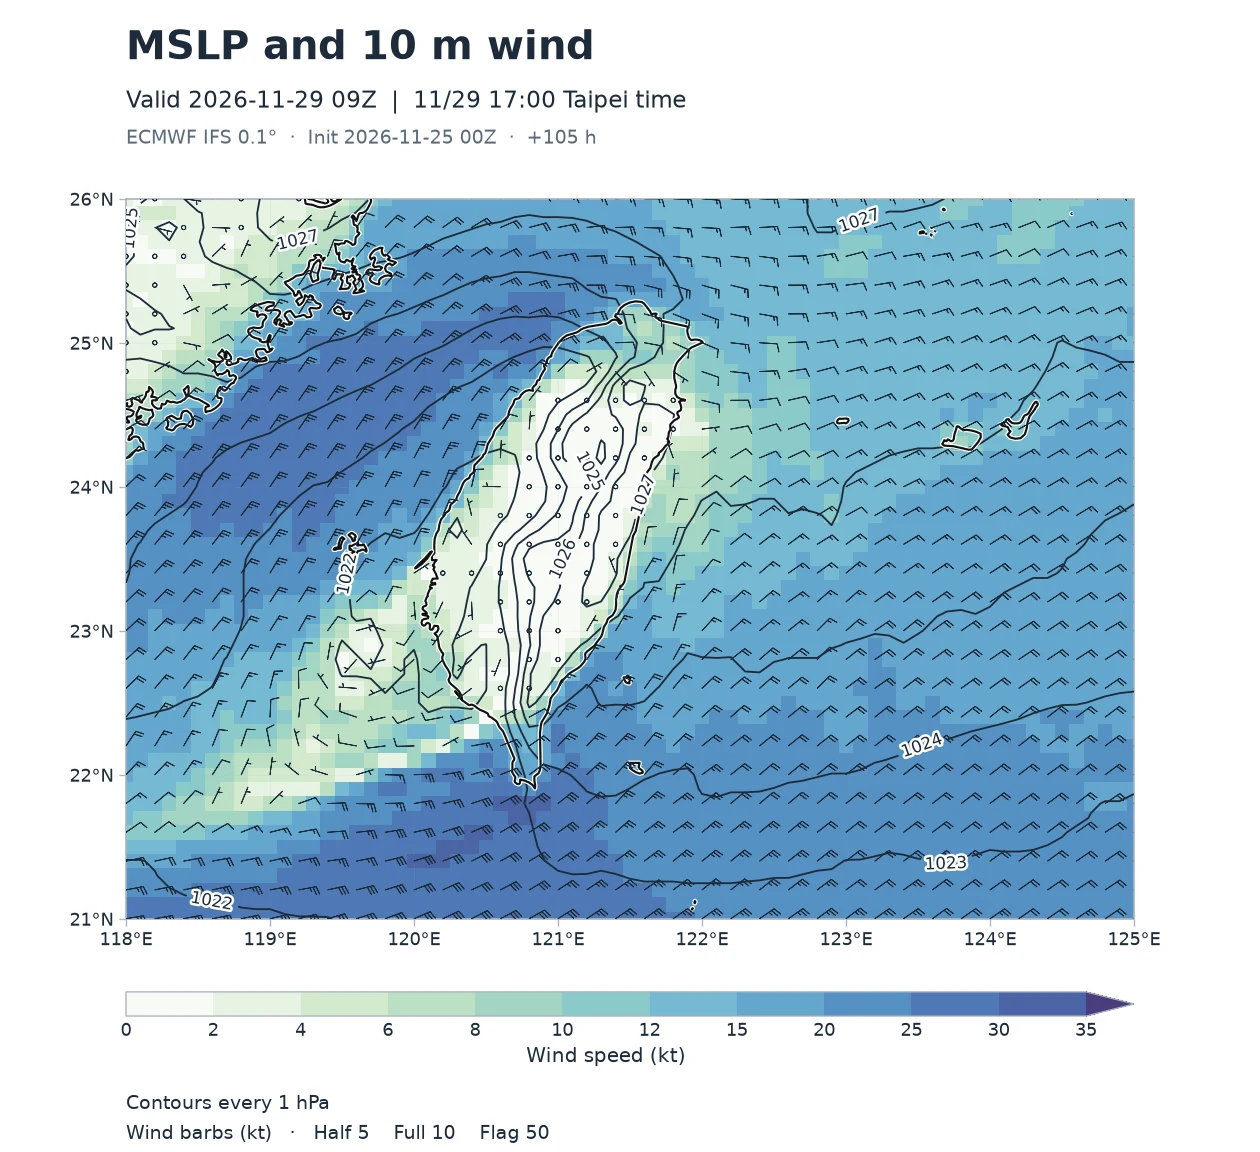 MSLP and 10 m wind
Valid 2026-11-29 09Z | 11/29 17:00 Taipei time
ECMWF IFS 0.1° · Init 2026-11-25 00Z · +105 h
26°N
1025
1027
1027
25°N
24°N
1025
1027
1026
1022
23°N
1024
22°N
1023
1022
21°N
118°E 119°E 120°E 121°E 122°E 123°E 124°E 125°E
0 2 4 6 8 10 12 15 20 25 30 35
Wind speed (kt)
Contours every 1 hPa
Wind barbs (kt) · Half 5 Full 10 Flag 50